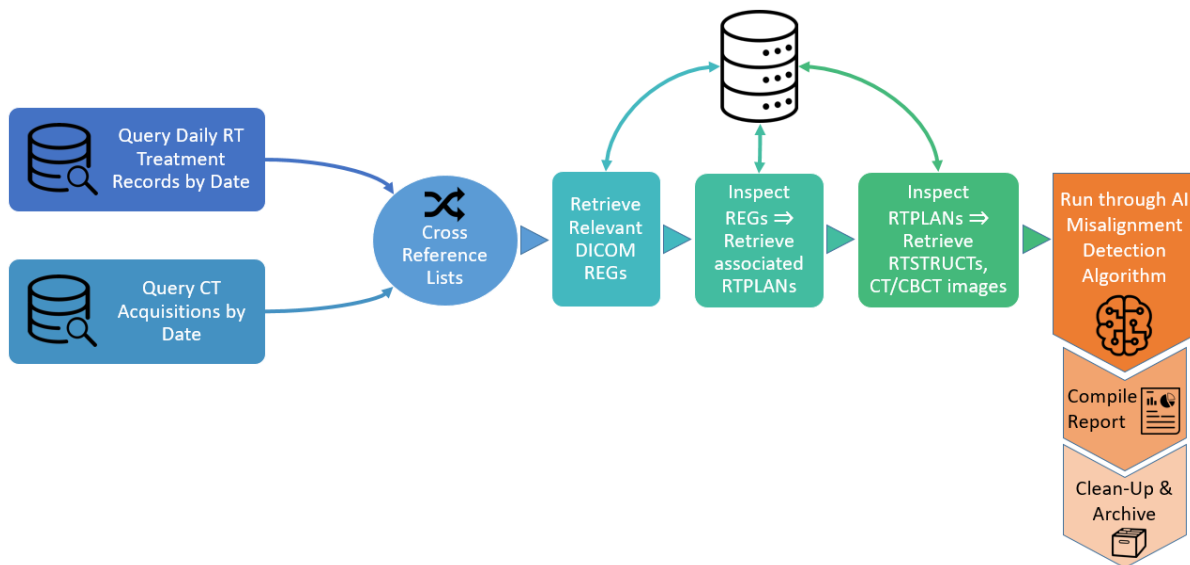 Query Daily RT
Treatment
Records by Date
Query CT
Acquisitions by
Date
Cross
Reference
Lists
Retrieve
Relevant
DICOM
REGs
Inspect
REGs ⇒
Retrieve
associated
RTPLANs
Inspect
RTPLANs ⇒
Retrieve
RTSTRUCTs,
CT/CBCT images
Run through AI
Misalignment
Detection
Algorithm
Compile
Report
Clean-Up &
Archive